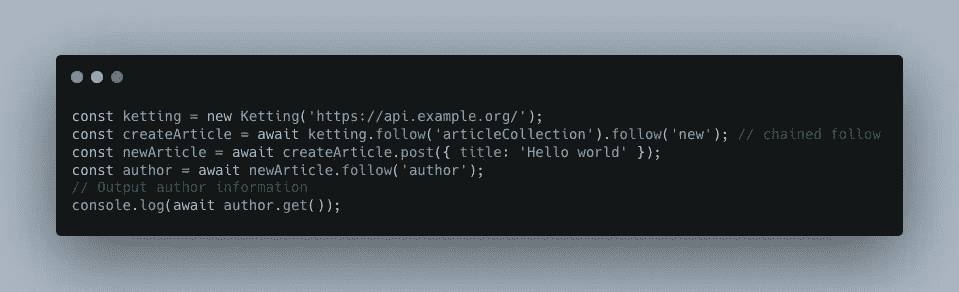 const ketting = new Ketting('https://api.example.org/');
const createArticle = await ketting.follow('articleCollection').follow('new'); // chained follow
const newArticle = await createArticle.post({ title: 'Hello world' });
const author = await newArticle.follow('author');
// Output author information
console.log(await author.get());